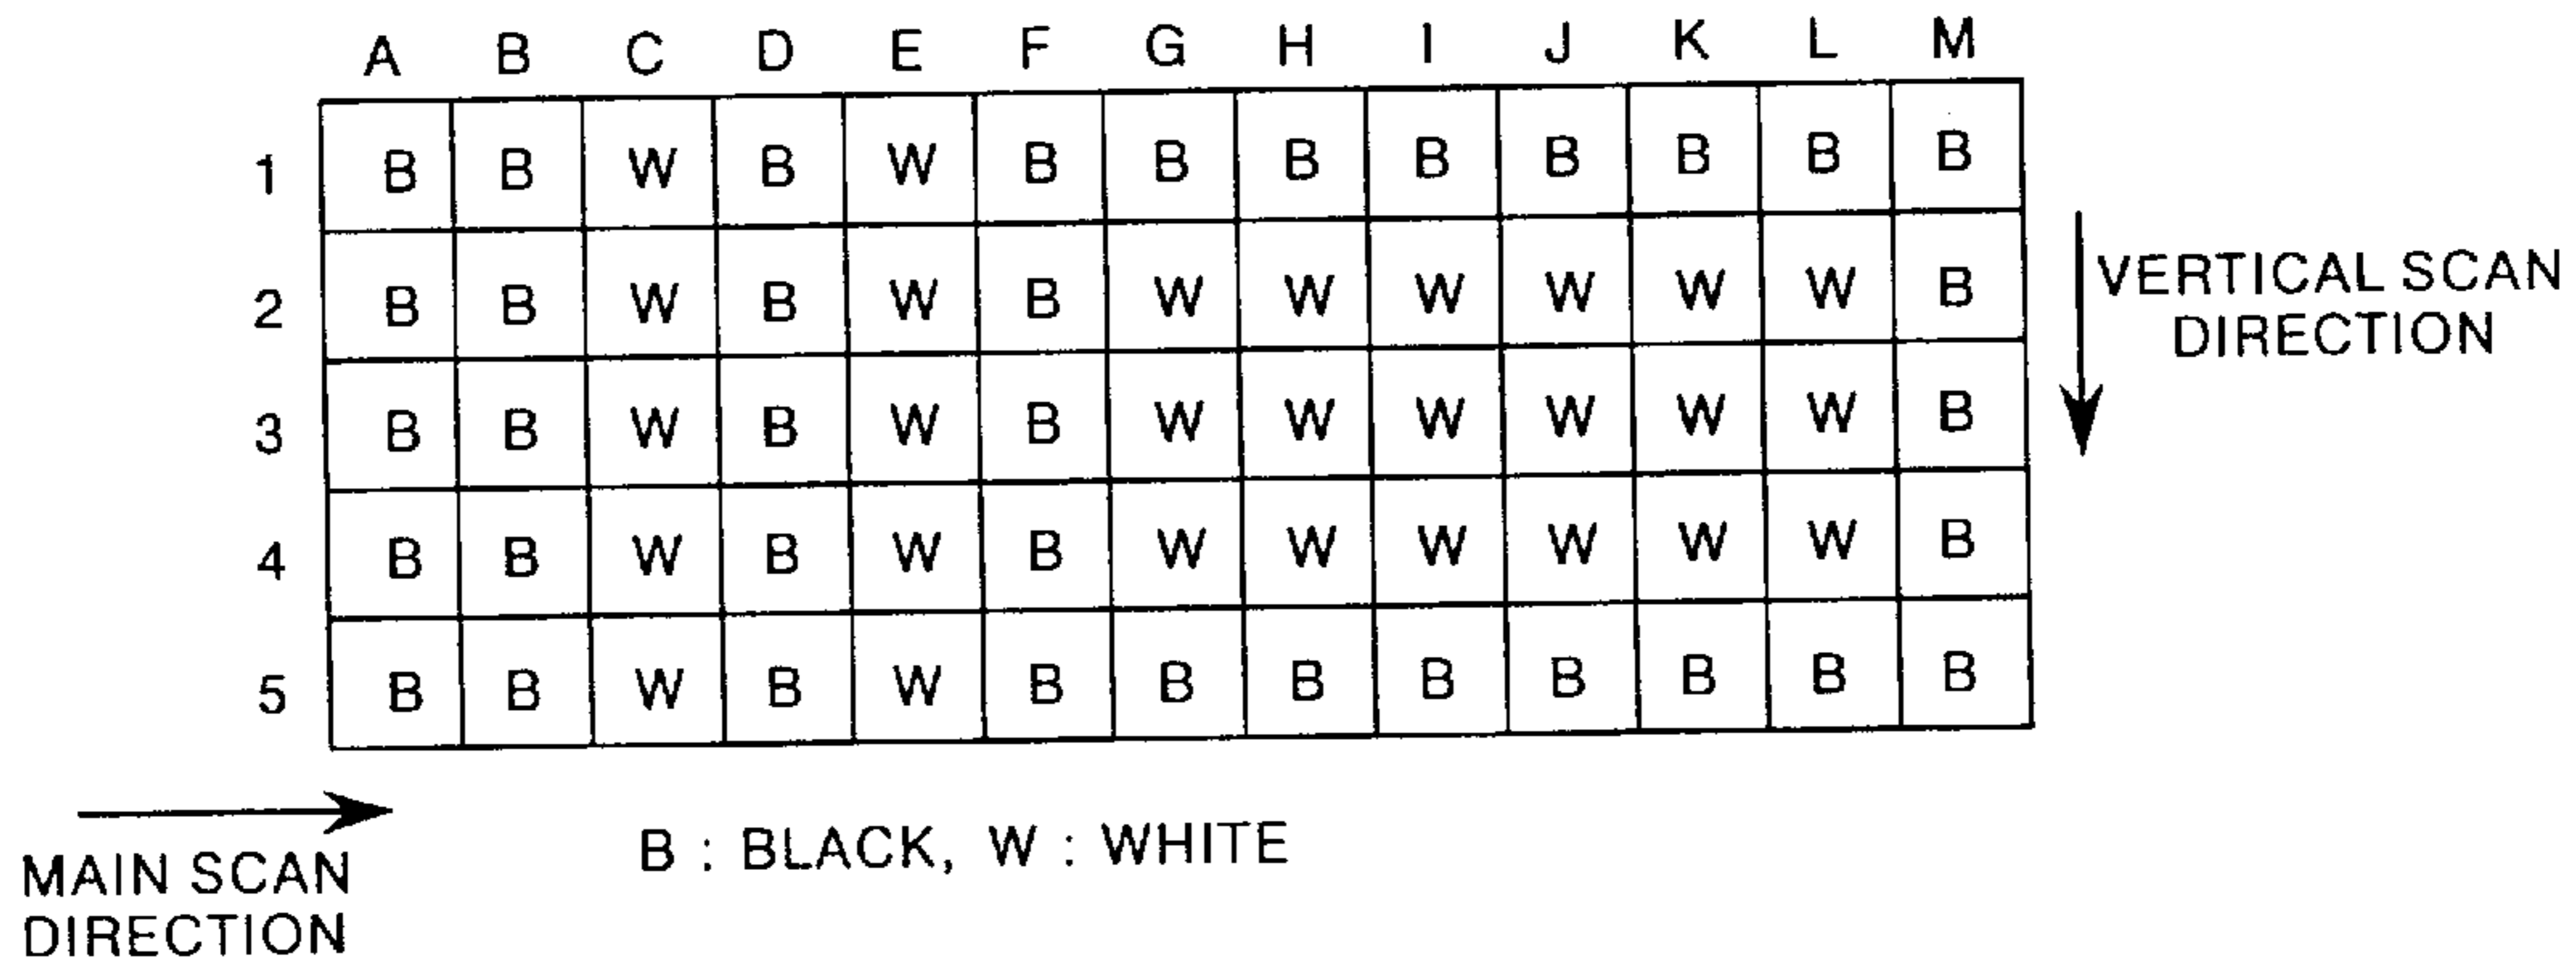 A B C D E F G H I J K L M
1 B B W B W B B B B B B B B
2 B B W B W B W W W W W W B
3 B B W B W B W W W W W W B
4 B B W B W B W W W W W W B
5 B B W B W B B B B B B B B
VERTICAL SCAN
DIRECTION
MAIN SCAN
DIRECTION
B : BLACK, W : WHITE